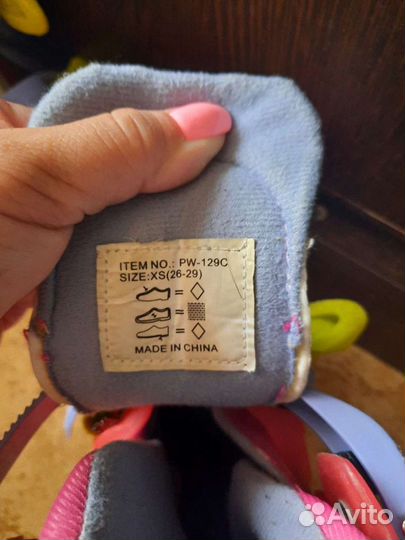 ITEM NO.: PW-129C
SIZE:XS(26-29)
= ◇
=
= ◇
MADE IN CHINA
Avito